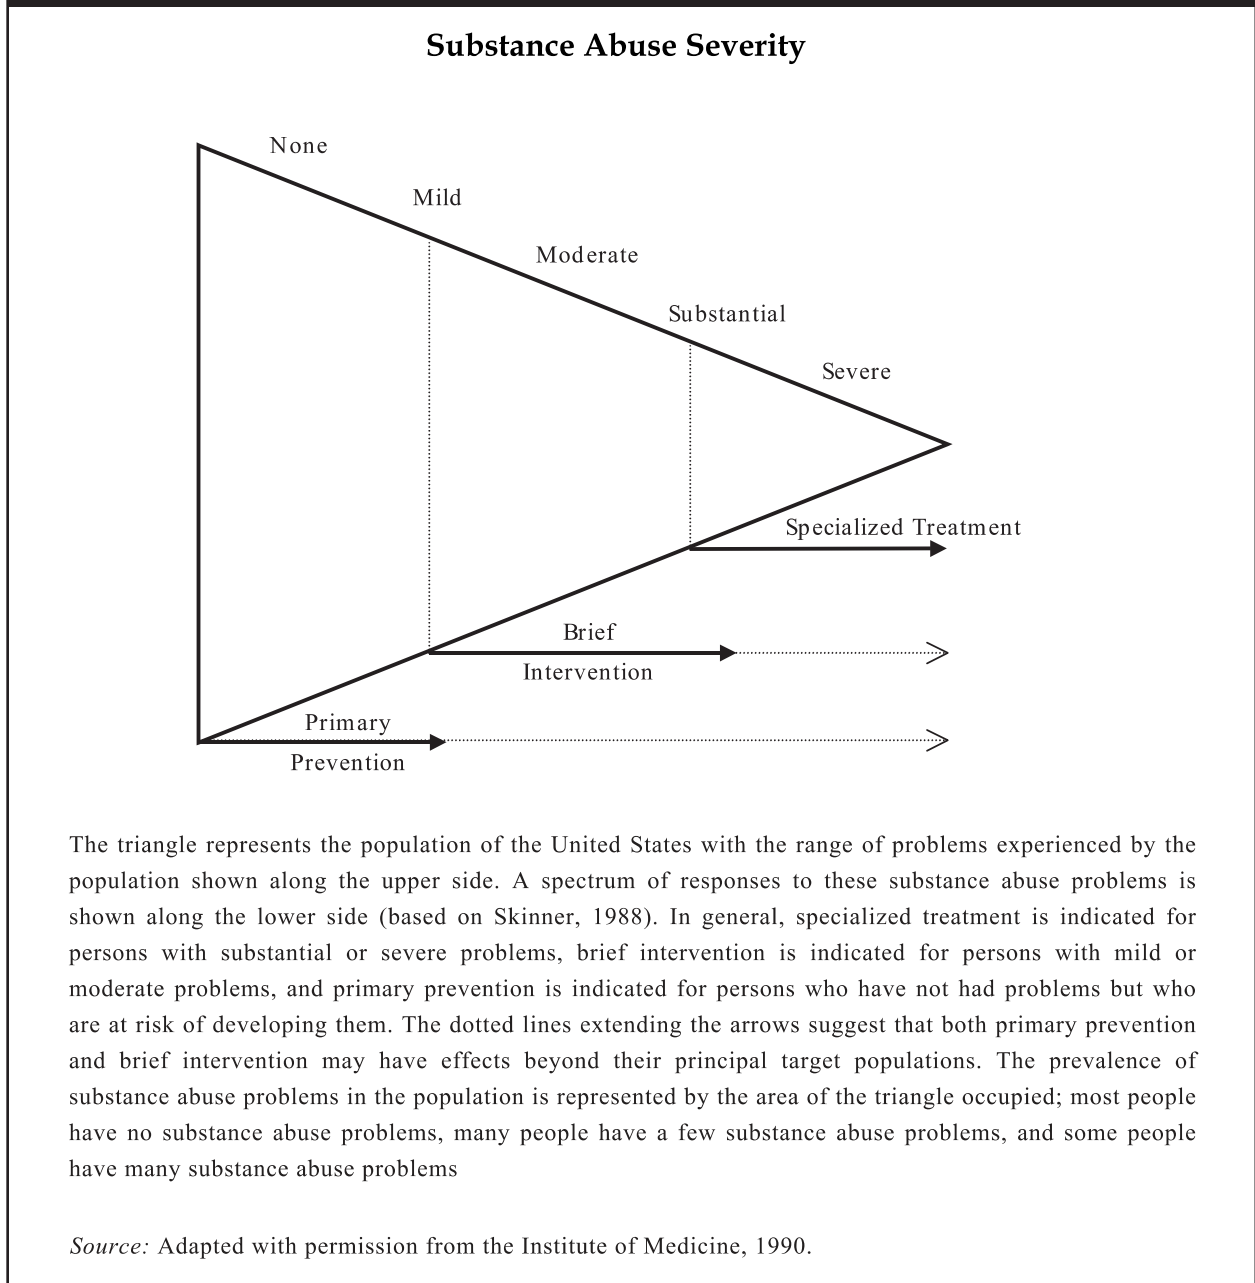 Substance Abuse Severity
None
Mild
Moderate
Substantial
Severe
Specialized Treatment
Brief
Intervention
Primary
Prevention
The triangle represents the population of the United States with the range of problems experienced by the
population shown along the upper side. A spectrum of responses to these substance abuse problems is
shown along the lower side (based on Skinner, 1988). In general, specialized treatment is indicated for
persons with substantial or severe problems, brief intervention is indicated for persons with mild or
moderate problems, and primary prevention is indicated for persons who have not had problems but who
are at risk of developing them. The dotted lines extending the arrows suggest that both primary prevention
and brief intervention may have effects beyond their principal target populations. The prevalence of
substance abuse problems in the population is represented by the area of the triangle occupied; most people
have no substance abuse problems, many people have a few substance abuse problems, and some people
have many substance abuse problems
Source: Adapted with permission from the Institute of Medicine, 1990.